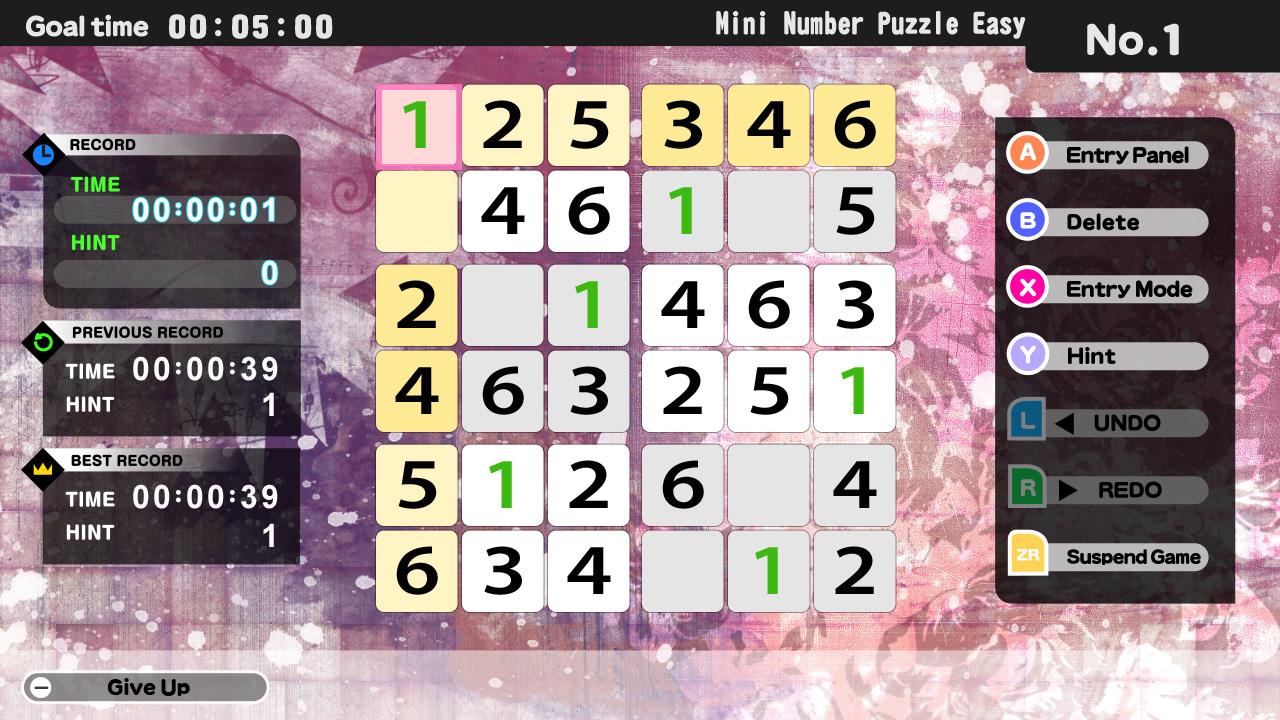 Goal time 00:05:00
Mini Number Puzzle Easy
No.1
RECORD
TIME
00:00:01
HINT
0
PREVIOUS RECORD
TIME 00:00:39
HINT 1
BEST RECORD
TIME 00:00:39
HINT 1
1 2 5 3 4 6
4 6 1 5
2 1 4 6 3
4 6 3 2 5 1
5 1 2 6 4
6 3 4 1 2
A Entry Panel
B Delete
X Entry Mode
Y Hint
L ◀ UNDO
R ▶ REDO
ZR Suspend Game
Give Up